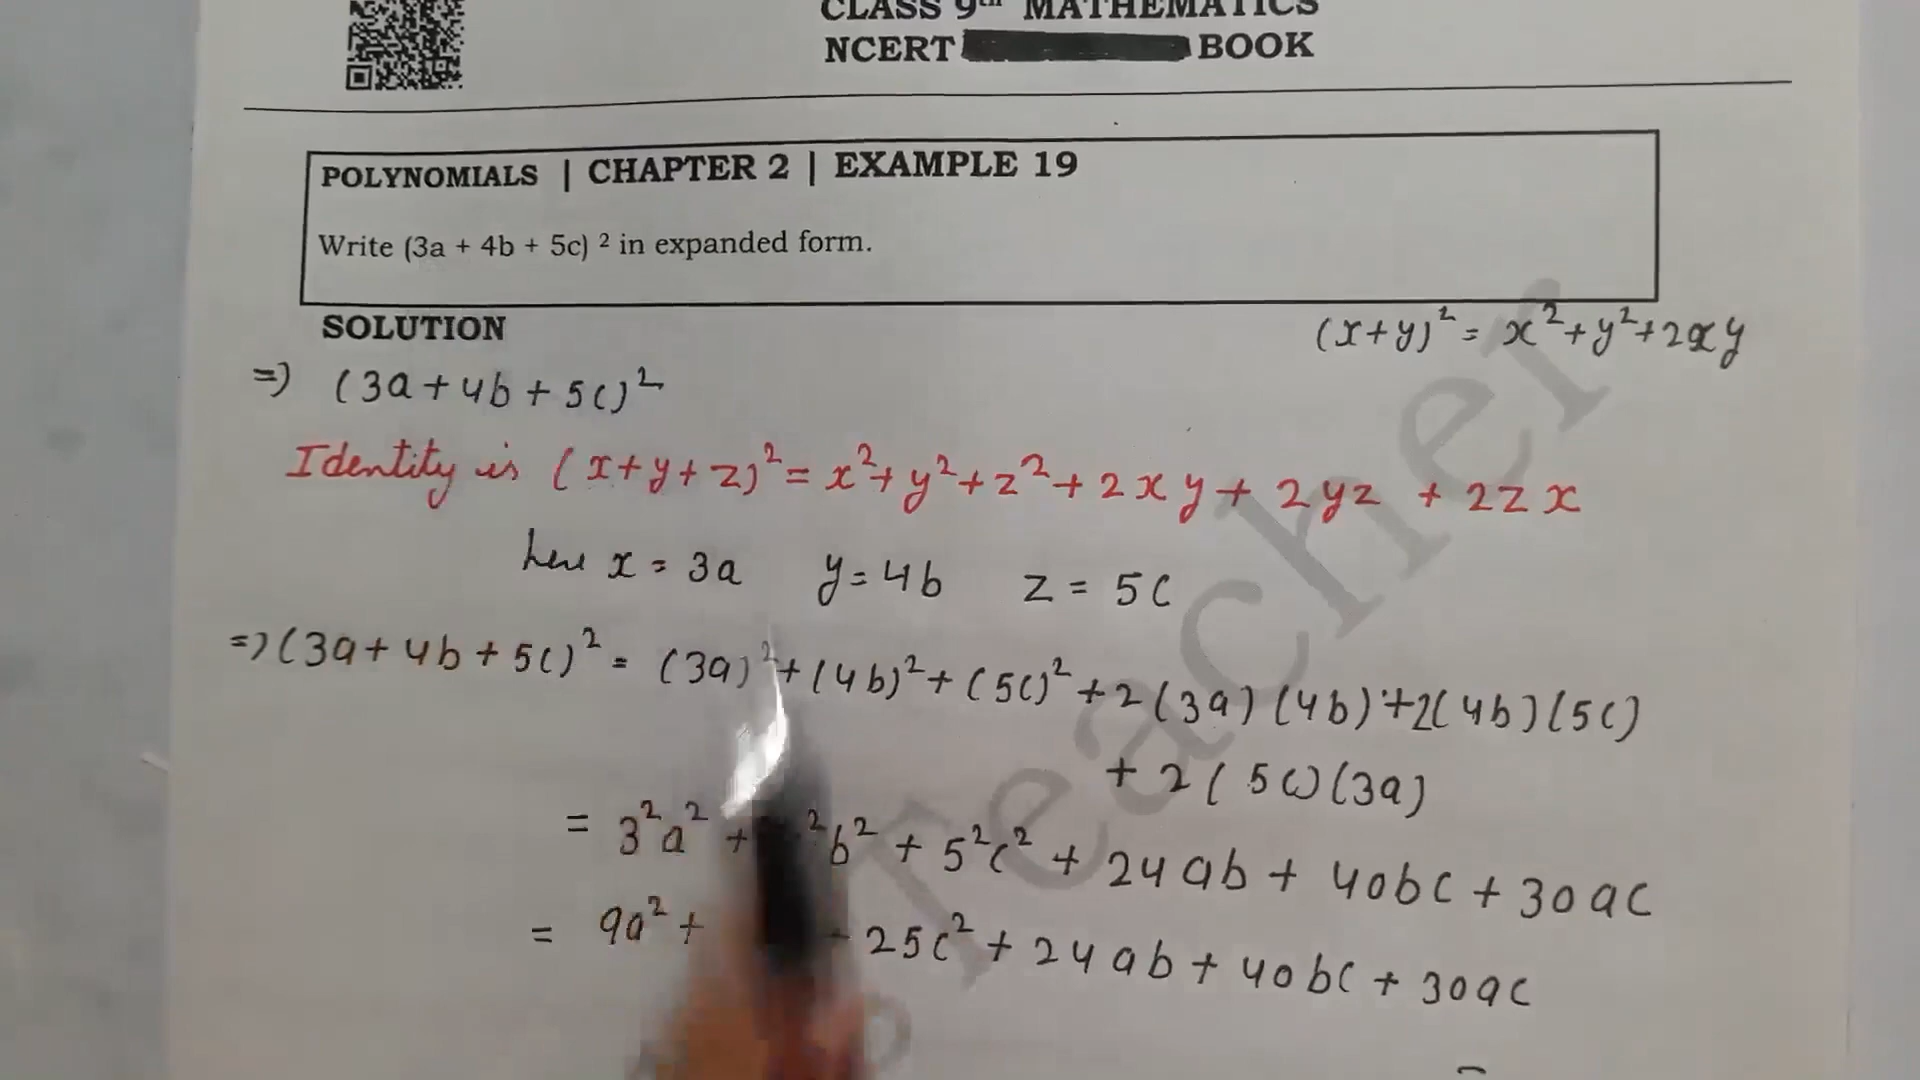 CLASS 9th MATHEMATICS
NCERT BOOK
POLYNOMIALS | CHAPTER 2 | EXAMPLE 19
Write (3a + 4b + 5c) ² in expanded form.
SOLUTION
(x+y)² = x²+y²+2xy
=) (3a+4b+5c)²
Identity is (x+y+z)² = x²+y²+z²+2xy+2yz+2zx
here x = 3a y=4b z = 5c
=) (3a+4b+5c)² = (3a)²+(4b)²+(5c)²+2(3a)(4b)+2(4b)(5c)
+2(5c)(3a)
= 3²a² + ²b² + 5²c² + 24ab + 40bc + 30ac
= 9a² + + 25c² + 24ab + 40bc + 30ac
Teacher